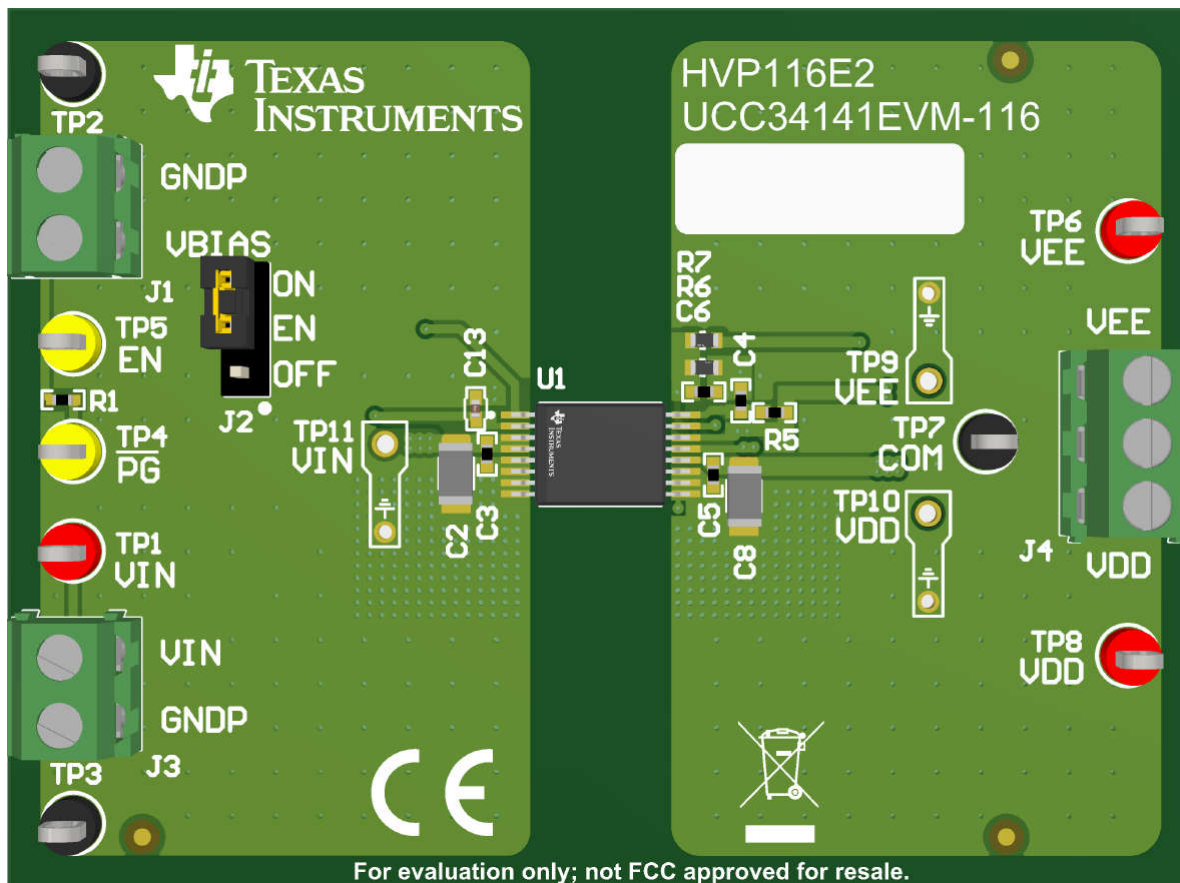 TEXAS
INSTRUMENTS
HVP116E2
UCC34141EVM-116
TP2
GNDP
VBIAS
J1
ON
EN
OFF
J2
TP5
EN
R1
TP4
PG
TP1
VIN
VIN
GNDP
J3
TP3
TP11
VIN
C13
C2
C3
U1
TEXAS
INSTRUMENTS
R7
R6
C6
C4
R5
C5
C8
TP9
VEE
TP7
COM
TP10
VDD
TP6
VEE
VEE
J4
VDD
TP8
VDD
CE
For evaluation only; not FCC approved for resale.